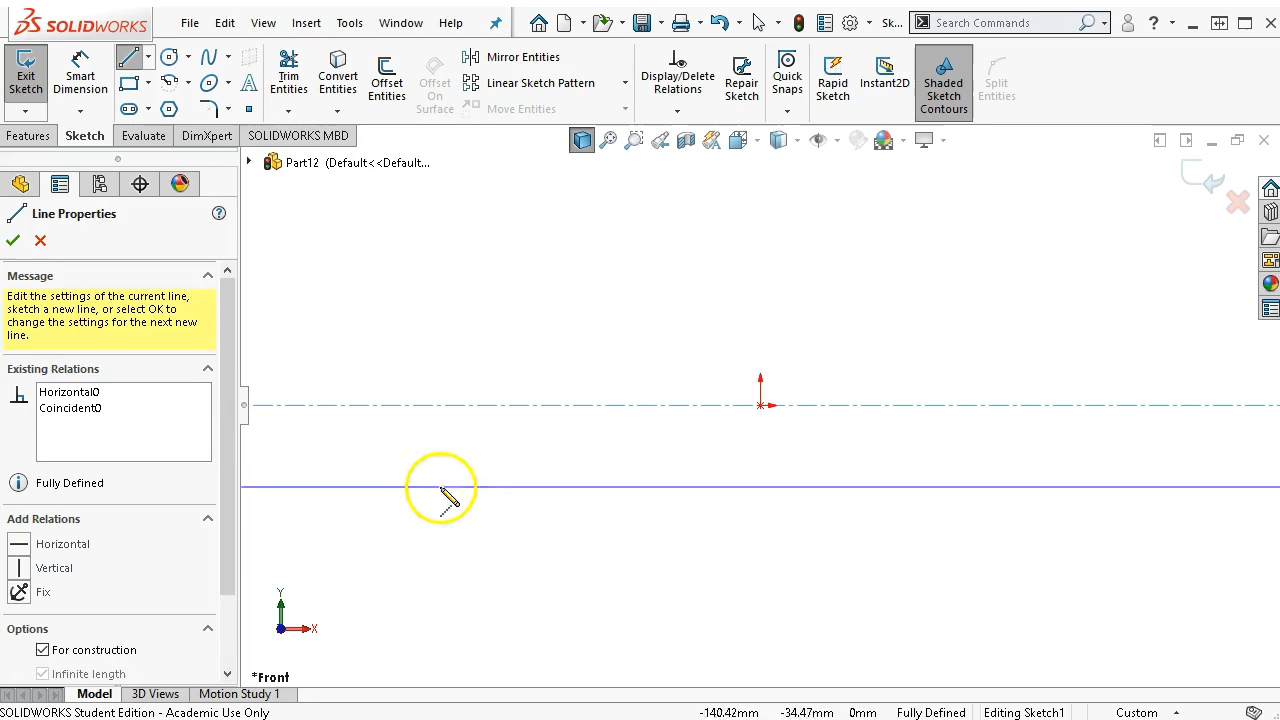 SOLIDWORKS
File Edit View Insert Tools Window Help
Sk...
Search Commands
Exit Sketch
Smart Dimension
Trim Entities
Convert Entities
Offset Entities
Offset On Surface
Mirror Entities
Linear Sketch Pattern
Move Entities
Display/Delete Relations
Repair Sketch
Quick Snaps
Rapid Sketch
Instant2D
Shaded Sketch Contours
Split Entities
Features Sketch Evaluate DimXpert SOLIDWORKS MBD
Part12 (Default<<Default...
Line Properties
Message
Edit the settings of the current line,
sketch a new line, or select OK to
change the settings for the next new
line.
Existing Relations
Horizontal0
Coincident0
Fully Defined
Add Relations
Horizontal
Vertical
Fix
Options
For construction
Infinite length
Y
X
*Front
Model 3D Views Motion Study 1
SOLIDWORKS Student Edition - Academic Use Only
-140.42mm -34.47mm 0mm Fully Defined Editing Sketch1 Custom